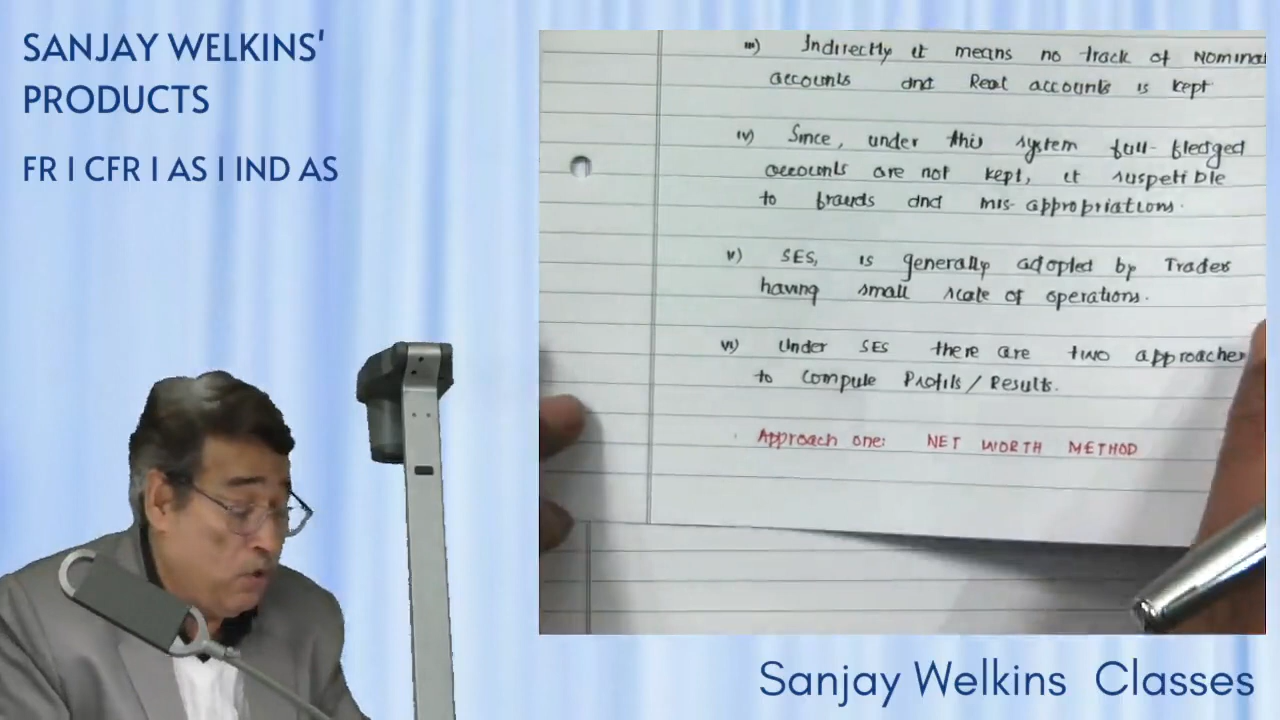 SANJAY WELKINS'
PRODUCTS
FR I CFR I AS I IND AS
iii) Indirectly it means no track of Nominal
accounts and Real accounts is kept
iv) Since, under this system full-fledged
accounts are not kept, it suspetible
to frauds and mis-appropriations.
v) SES, is generally adopted by Trader
having small scale of operations.
vi) Under SES there are two approaches
to compute Profits/Results.
Approach one: NET WORTH METHOD
Sanjay Welkins Classes